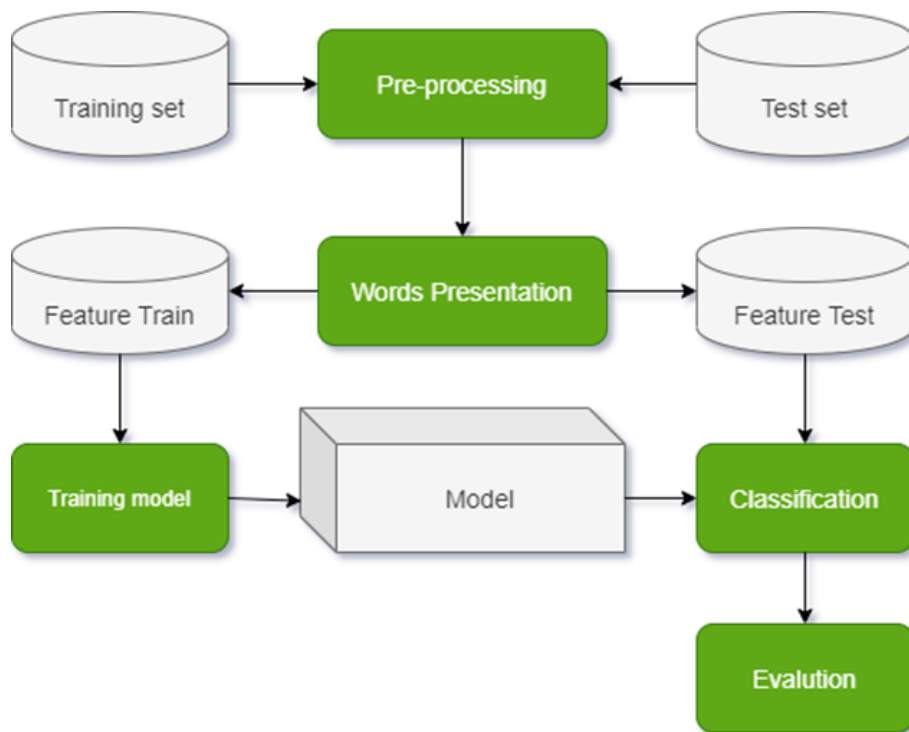 Training set
Pre-processing
Test set
Feature Train
Words Presentation
Feature Test
Training model
Model
Classification
Evalution